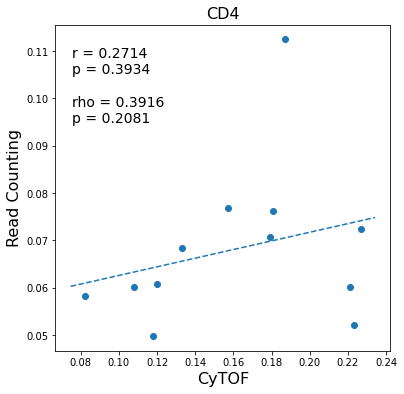 CD4
r = 0.2714
p = 0.3934
rho = 0.3916
p = 0.2081
Read Counting
0.11
0.10
0.09
0.08
0.07
0.06
0.05
0.08 0.10 0.12 0.14 0.16 0.18 0.20 0.22 0.24
CyTOF